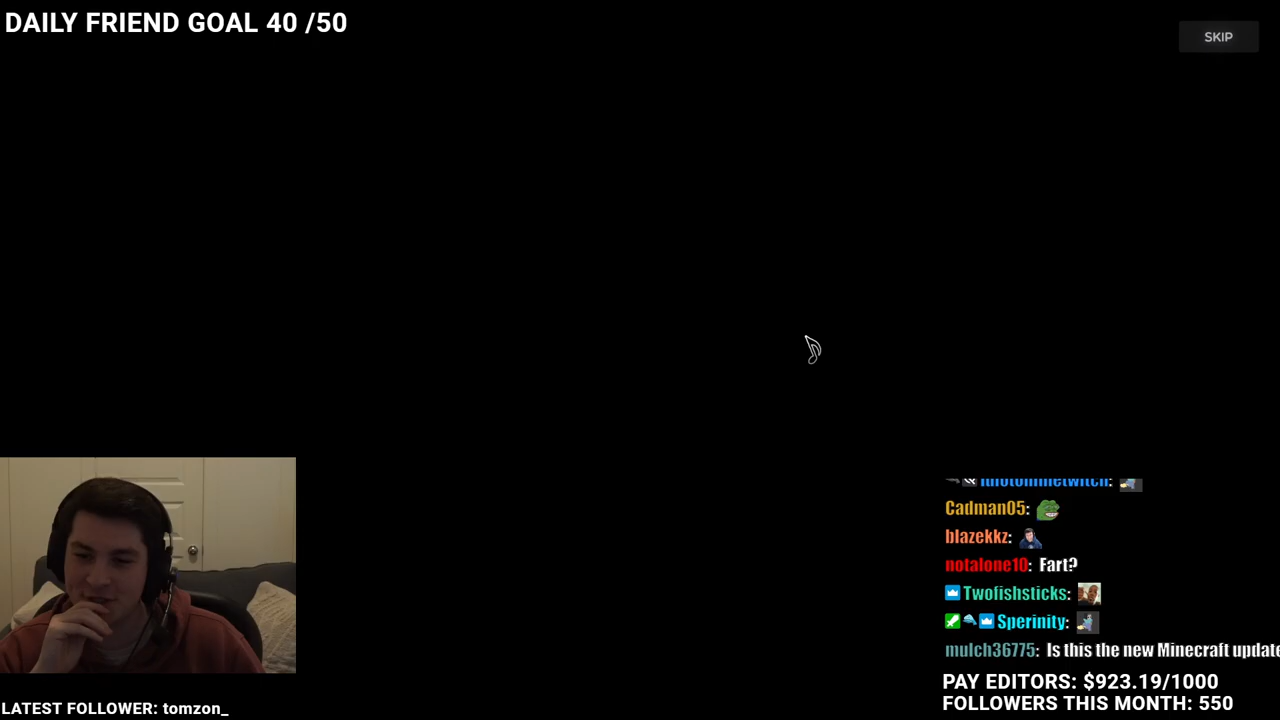 DAILY FRIEND GOAL 40 /50
SKIP
Cadman05:
blazekkz:
notalone10: Fart?
Twofishsticks:
Sperinity:
mulch36775: Is this the new Minecraft update
PAY EDITORS: $923.19/1000
FOLLOWERS THIS MONTH: 550
LATEST FOLLOWER: tomzon_